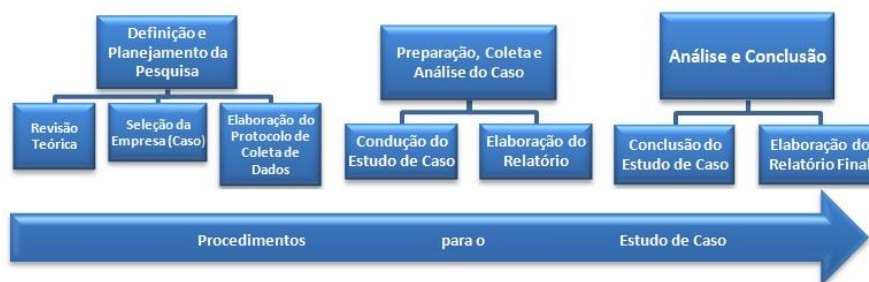 Definição e
Planejamento da
Pesquisa
Preparação, Coleta e
Análise do Caso
Análise e Conclusão
Revisão
Teórica
Seleção da
Empresa (Caso)
Elaboração do
Protocolo de
Coleta de
Dados
Condução do
Estudo de Caso
Elaboração do
Relatório
Conclusão do
Estudo de Caso
Elaboração do
Relatório Final
Procedimentos para o Estudo de Caso